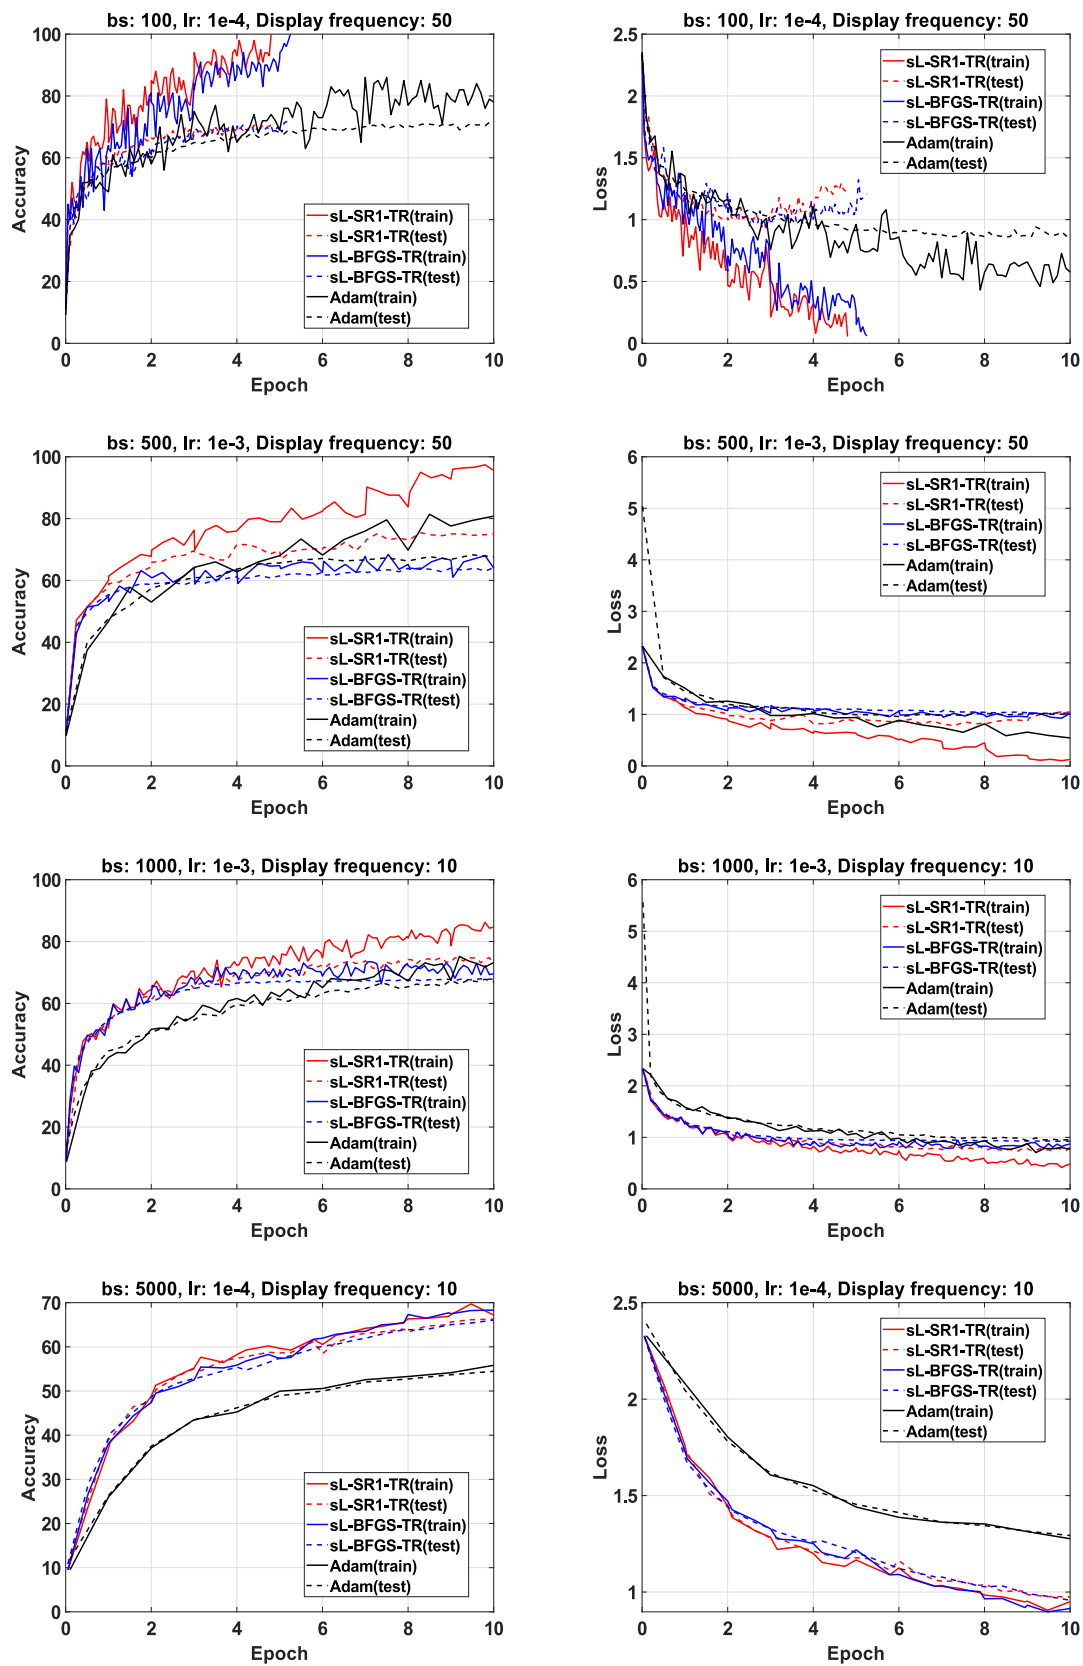 bs: 100, lr: 1e-4, Display frequency: 50
100
80
60
40
20
0
Accuracy
sL-SR1-TR(train)
sL-SR1-TR(test)
sL-BFGS-TR(train)
sL-BFGS-TR(test)
Adam(train)
Adam(test)
0 2 4 6 8 10
Epoch
bs: 100, lr: 1e-4, Display frequency: 50
2.5
2
1.5
1
0.5
0
Loss
sL-SR1-TR(train)
sL-SR1-TR(test)
sL-BFGS-TR(train)
sL-BFGS-TR(test)
Adam(train)
Adam(test)
0 2 4 6 8 10
Epoch
bs: 500, lr: 1e-3, Display frequency: 50
100
80
60
40
20
0
Accuracy
sL-SR1-TR(train)
sL-SR1-TR(test)
sL-BFGS-TR(train)
sL-BFGS-TR(test)
Adam(train)
Adam(test)
0 2 4 6 8 10
Epoch
bs: 500, lr: 1e-3, Display frequency: 50
6
5
4
3
2
1
0
Loss
sL-SR1-TR(train)
sL-SR1-TR(test)
sL-BFGS-TR(train)
sL-BFGS-TR(test)
Adam(train)
Adam(test)
0 2 4 6 8 10
Epoch
bs: 1000, lr: 1e-3, Display frequency: 10
100
80
60
40
20
0
Accuracy
sL-SR1-TR(train)
sL-SR1-TR(test)
sL-BFGS-TR(train)
sL-BFGS-TR(test)
Adam(train)
Adam(test)
0 2 4 6 8 10
Epoch
bs: 1000, lr: 1e-3, Display frequency: 10
6
5
4
3
2
1
0
Loss
sL-SR1-TR(train)
sL-SR1-TR(test)
sL-BFGS-TR(train)
sL-BFGS-TR(test)
Adam(train)
Adam(test)
0 2 4 6 8 10
Epoch
bs: 5000, lr: 1e-4, Display frequency: 10
70
60
50
40
30
20
10
0
Accuracy
sL-SR1-TR(train)
sL-SR1-TR(test)
sL-BFGS-TR(train)
sL-BFGS-TR(test)
Adam(train)
Adam(test)
0 2 4 6 8 10
Epoch
bs: 5000, lr: 1e-4, Display frequency: 10
2.5
2
1.5
1
Loss
sL-SR1-TR(train)
sL-SR1-TR(test)
sL-BFGS-TR(train)
sL-BFGS-TR(test)
Adam(train)
Adam(test)
0 2 4 6 8 10
Epoch